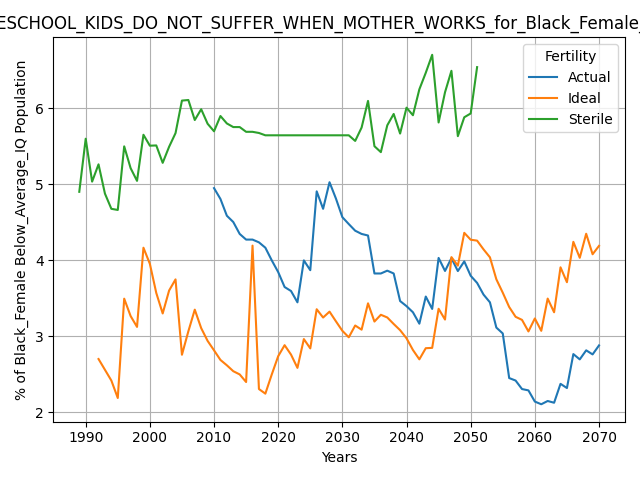 ESCHOOL_KIDS_DO_NOT_SUFFER_WHEN_MOTHER_WORKS_for_Black_Female_
% of Black_Female Below_Average_IQ Population
Fertility
Actual
Ideal
Sterile
6
5
4
3
2
1990 2000 2010 2020 2030 2040 2050 2060 2070
Years